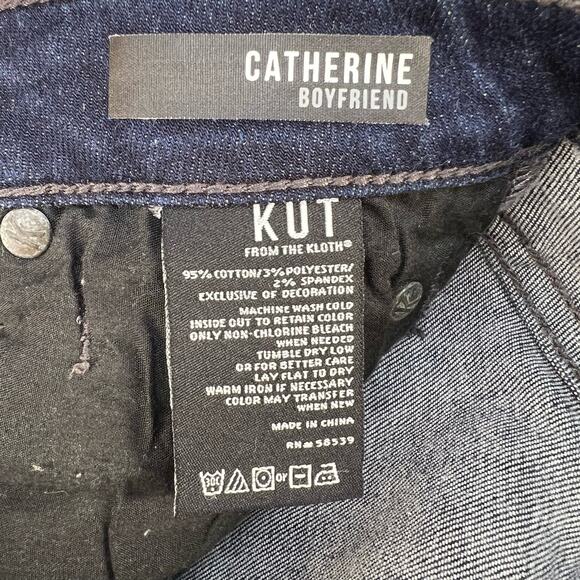 CATHERINE
BOYFRIEND
KUT
FROM THE KLOTH®
95% COTTON/3% POLYESTER/
2% SPANDEX
EXCLUSIVE OF DECORATION
MACHINE WASH COLD
INSIDE OUT TO RETAIN COLOR
ONLY NON-CHLORINE BLEACH
WHEN NEEDED
TUMBLE DRY LOW
OR FOR BETTER CARE
LAY FLAT TO DRY
WARM IRON IF NECESSARY
COLOR MAY TRANSFER
WHEN NEW
MADE IN CHINA
RN# 58539
30C or